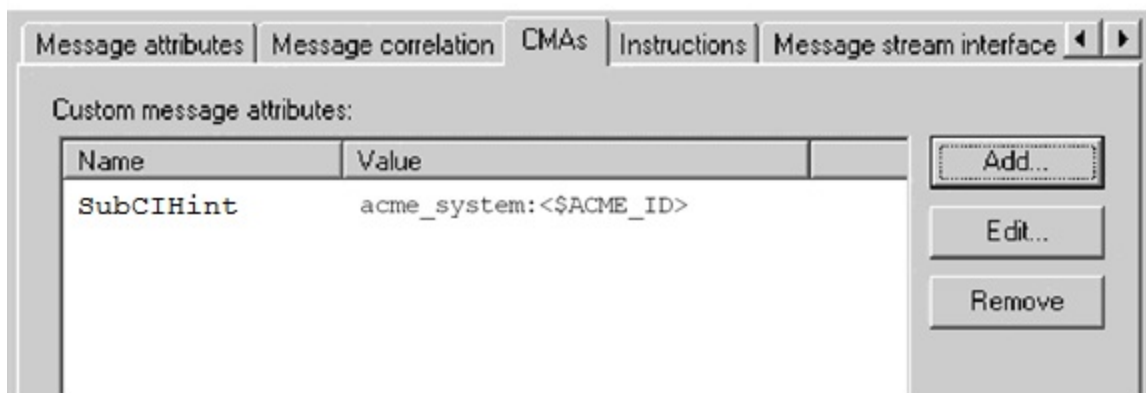 Message attributes Message correlation CMAs Instructions Message stream interface
Custom message attributes:
Name Value
Add...
SubCIHint acme_system:<$ACME_ID>
Edit...
Remove